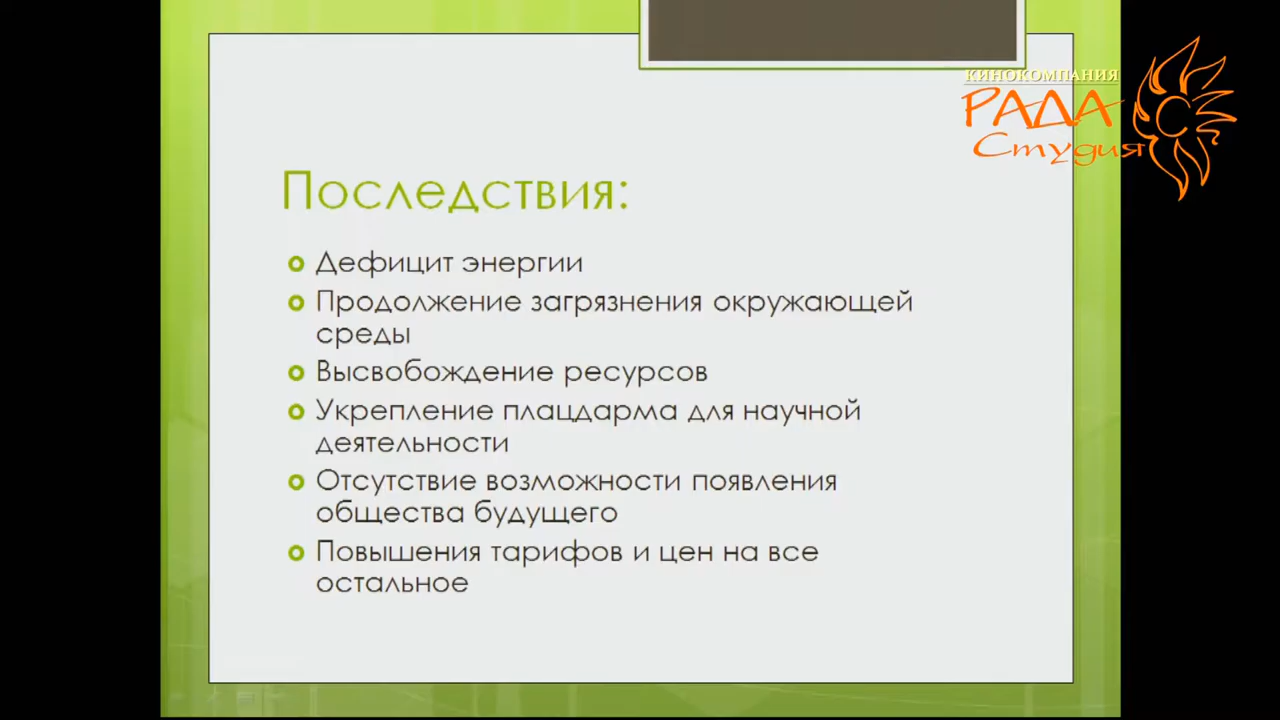 КИНОКОМПАНИЯ
РАДА
Студия
Последствия:
Дефицит энергии
Продолжение загрязнения окружающей
среды
Высвобождение ресурсов
Укрепление плацдарма для научной
деятельности
Отсутствие возможности появления
общества будущего
Повышения тарифов и цен на все
остальное